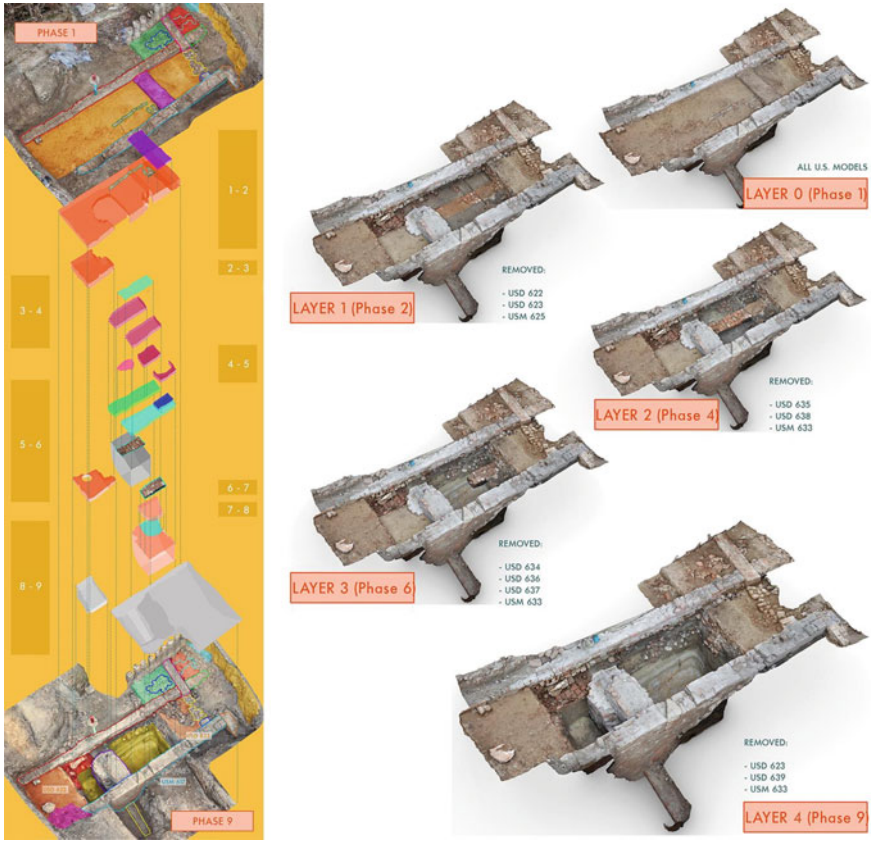 PHASE 1
1 - 2
2 - 3
3 - 4
4 - 5
5 - 6
6 - 7
7 - 8
8 - 9
PHASE 9
ALL U.S. MODELS
LAYER 0 (Phase 1)
REMOVED:
- USD 622
- USD 623
- USM 625
LAYER 1 (Phase 2)
REMOVED:
- USD 635
- USD 638
- USM 633
LAYER 2 (Phase 4)
REMOVED:
- USD 634
- USD 636
- USD 637
- USM 633
LAYER 3 (Phase 6)
REMOVED:
- USD 623
- USD 639
- USM 633
LAYER 4 (Phase 9)